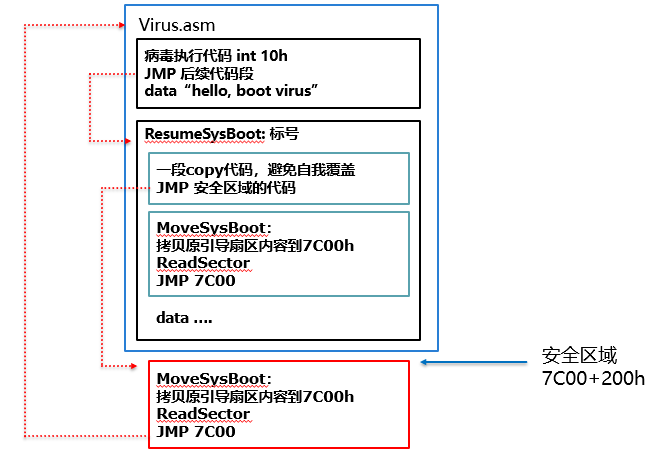 Virus.asm
病毒执行代码 int 10h
JMP 后续代码段
data“hello, boot virus”
ResumeSysBoot: 标号
一段copy代码，避免自我覆盖
JMP 安全区域的代码
MoveSysBoot：
拷贝原引导扇区内容到7C00h
ReadSector
JMP 7C00
data ....
安全区域
7C00+200h
MoveSysBoot：
拷贝原引导扇区内容到7C00h
ReadSector
JMP 7C00